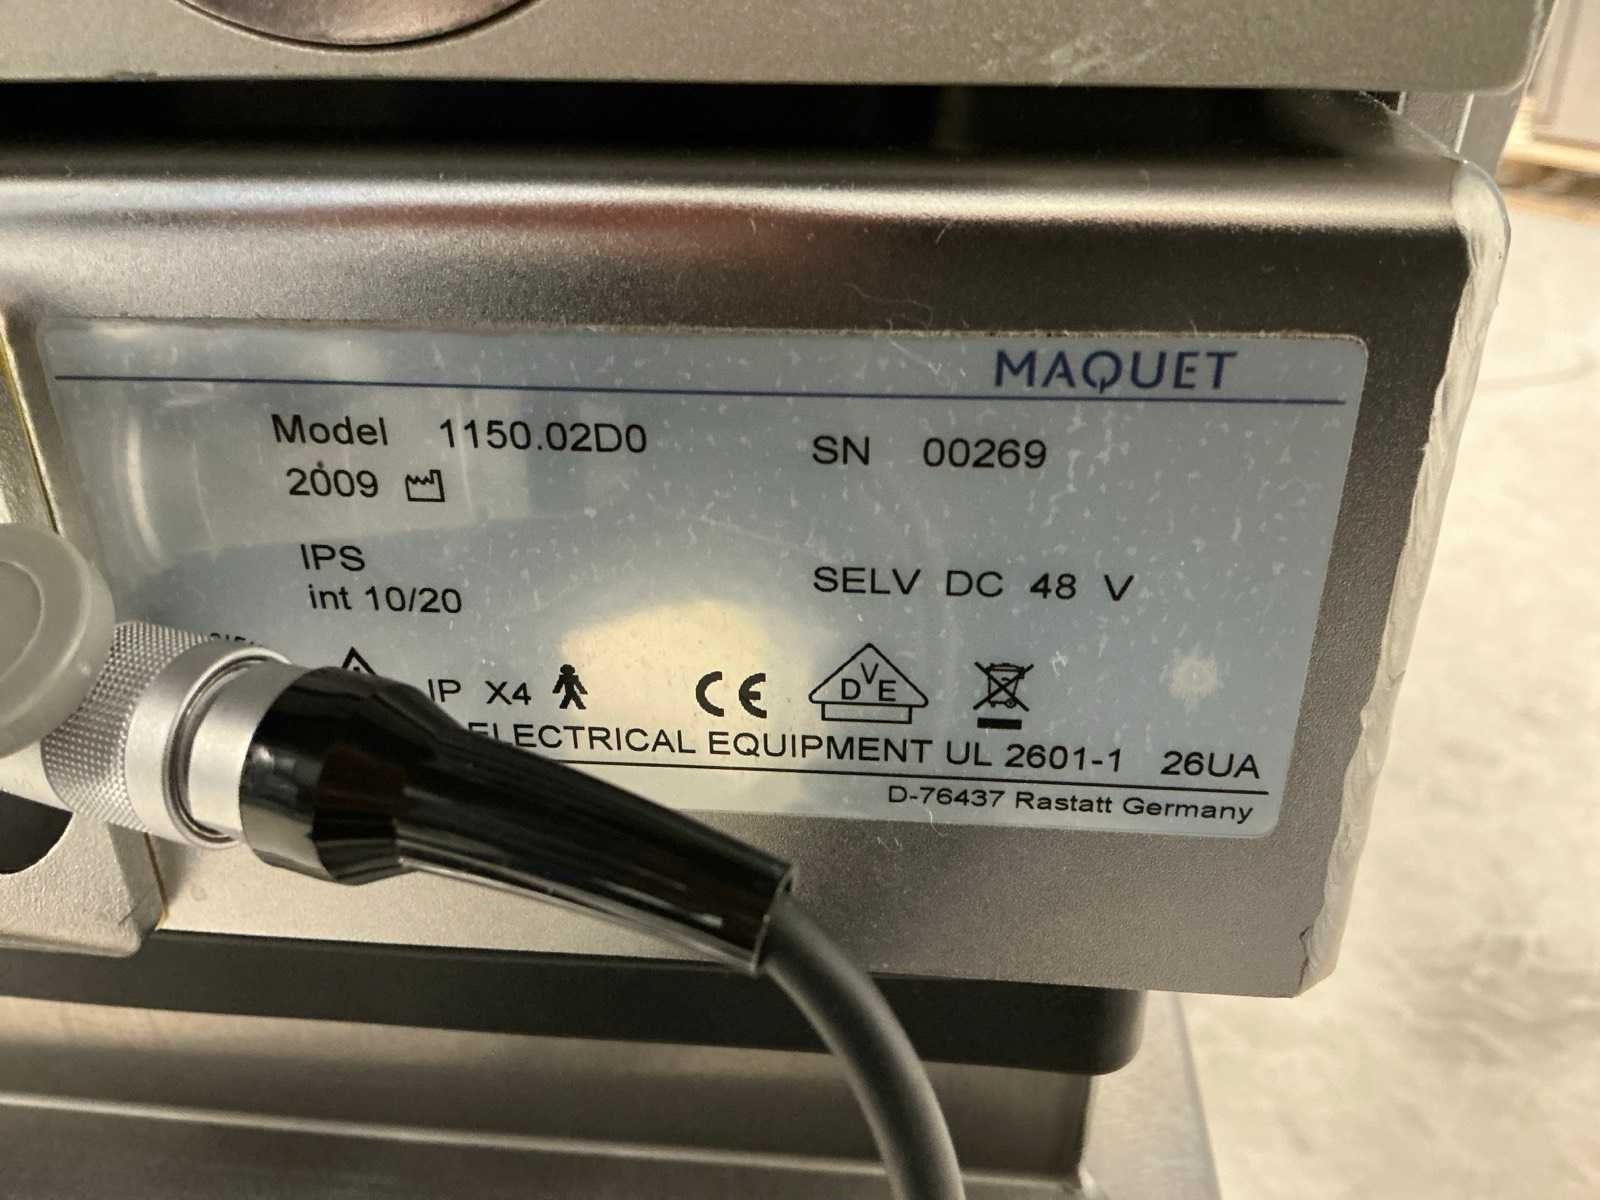 MAQUET
Model 1150.02D0 SN 00269
2009
IPS
int 10/20 SELV DC 48 V
IP X4 CE DVE
ELECTRICAL EQUIPMENT UL 2601-1 26UA
D-76437 Rastatt Germany